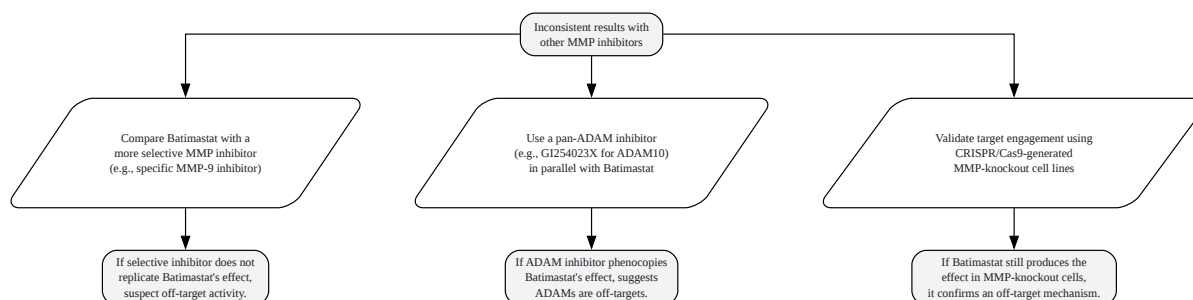 Inconsistent results with
other MMP inhibitors
Compare Batimastat with a
more selective MMP inhibitor
(e.g., specific MMP-9 inhibitor)
Use a pan-ADAM inhibitor
(e.g., GI254023X for ADAM10)
in parallel with Batimastat
Validate target engagement using
CRISPR/Cas9-generated
MMP-knockout cell lines
If selective inhibitor does not
replicate Batimastat's effect,
suspect off-target activity.
If ADAM inhibitor phenocopies
Batimastat's effect, suggests
ADAMs are off-targets.
If Batimastat still produces the
effect in MMP-knockout cells,
it confirms an off-target mechanism.